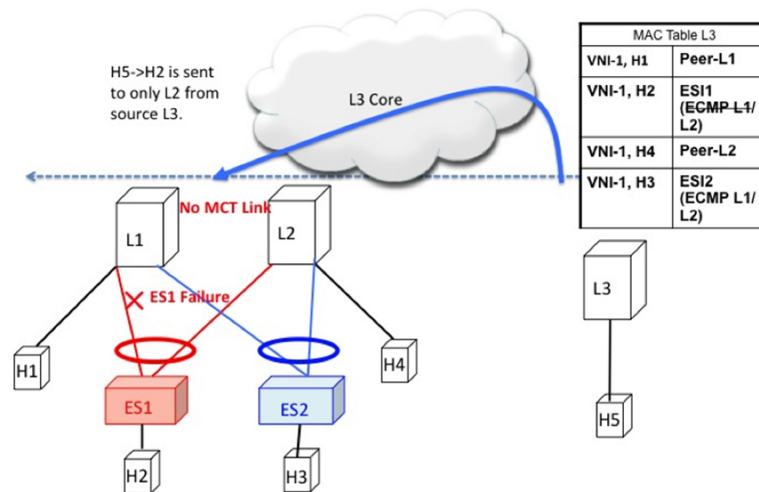 H5->H2 is sent
to only L2 from
source L3.
L3 Core
MAC Table L3
VNI-1, H1 Peer-L1
VNI-1, H2 ESI1
(ECMP L1/
L2)
VNI-1, H4 Peer-L2
VNI-1, H3 ESI2
(ECMP L1/
L2)
No MCT Link
L1
L2
ES1 Failure
L3
H1
H4
ES1
ES2
H5
H2
H3